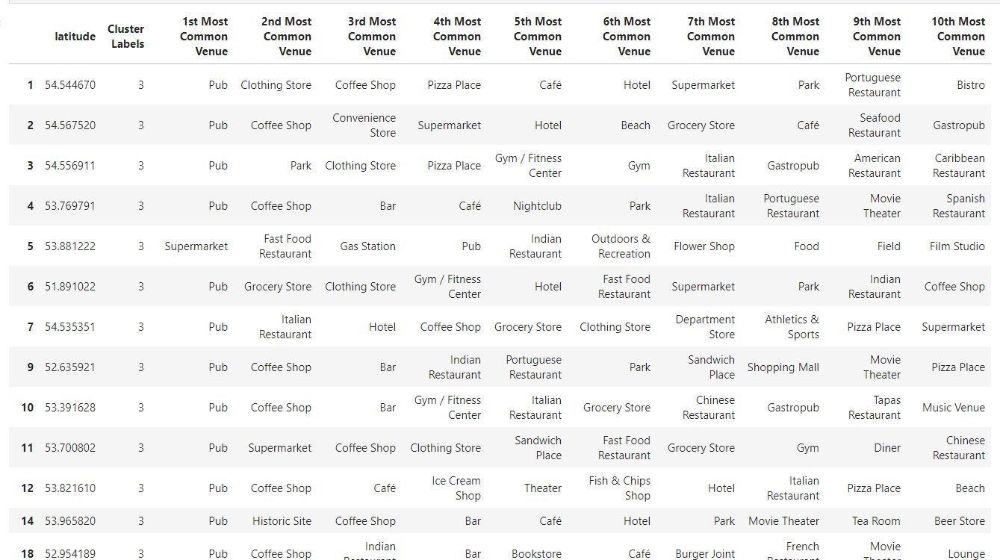 latitude Cluster Labels 1st Most Common Venue 2nd Most Common Venue 3rd Most Common Venue 4th Most Common Venue 5th Most Common Venue 6th Most Common Venue 7th Most Common Venue 8th Most Common Venue 9th Most Common Venue 10th Most Common Venue
1 54.544670 3 Pub Clothing Store Coffee Shop Pizza Place Café Hotel Supermarket Park Portuguese Restaurant Bistro
2 54.567520 3 Pub Coffee Shop Convenience Store Supermarket Hotel Beach Grocery Store Café Seafood Restaurant Gastropub
3 54.556911 3 Pub Park Clothing Store Pizza Place Gym / Fitness Center Gym Italian Restaurant Gastropub American Restaurant Caribbean Restaurant
4 53.769791 3 Pub Coffee Shop Bar Café Nightclub Park Italian Restaurant Portuguese Restaurant Movie Theater Spanish Restaurant
5 53.881222 3 Supermarket Fast Food Restaurant Gas Station Pub Indian Restaurant Outdoors & Recreation Flower Shop Food Field Film Studio
6 51.891022 3 Pub Grocery Store Clothing Store Gym / Fitness Center Hotel Fast Food Restaurant Supermarket Park Indian Restaurant Coffee Shop
7 54.535351 3 Pub Italian Restaurant Hotel Coffee Shop Grocery Store Clothing Store Department Store Athletics & Sports Pizza Place Supermarket
9 52.635921 3 Pub Coffee Shop Bar Indian Restaurant Portuguese Restaurant Park Sandwich Place Shopping Mall Movie Theater Pizza Place
10 53.391628 3 Pub Coffee Shop Bar Gym / Fitness Center Italian Restaurant Grocery Store Chinese Restaurant Gastropub Tapas Restaurant Music Venue
11 53.700802 3 Pub Supermarket Coffee Shop Clothing Store Sandwich Place Fast Food Restaurant Grocery Store Gym Diner Chinese Restaurant
12 53.821610 3 Pub Coffee Shop Café Ice Cream Shop Theater Fish & Chips Shop Hotel Italian Restaurant Pizza Place Beach
14 53.965820 3 Pub Historic Site Coffee Shop Bar Café Hotel Park Movie Theater Tea Room Beer Store
18 52.954189 3 Pub Coffee Shop Indian Bar Bookstore Café Burger Joint French Movie Lounge